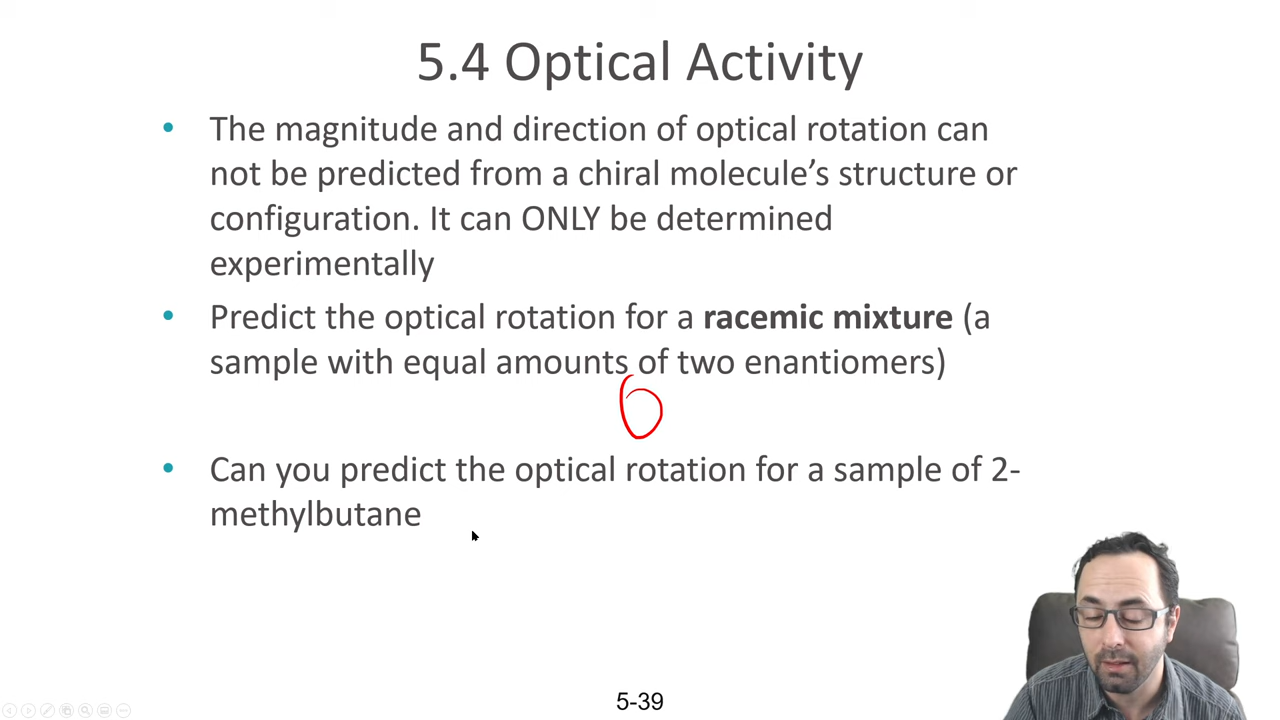 5.4 Optical Activity
• The magnitude and direction of optical rotation can
not be predicted from a chiral molecule’s structure or
configuration. It can ONLY be determined
experimentally
• Predict the optical rotation for a racemic mixture (a
sample with equal amounts of two enantiomers)
0
• Can you predict the optical rotation for a sample of 2-
methylbutane
5-39